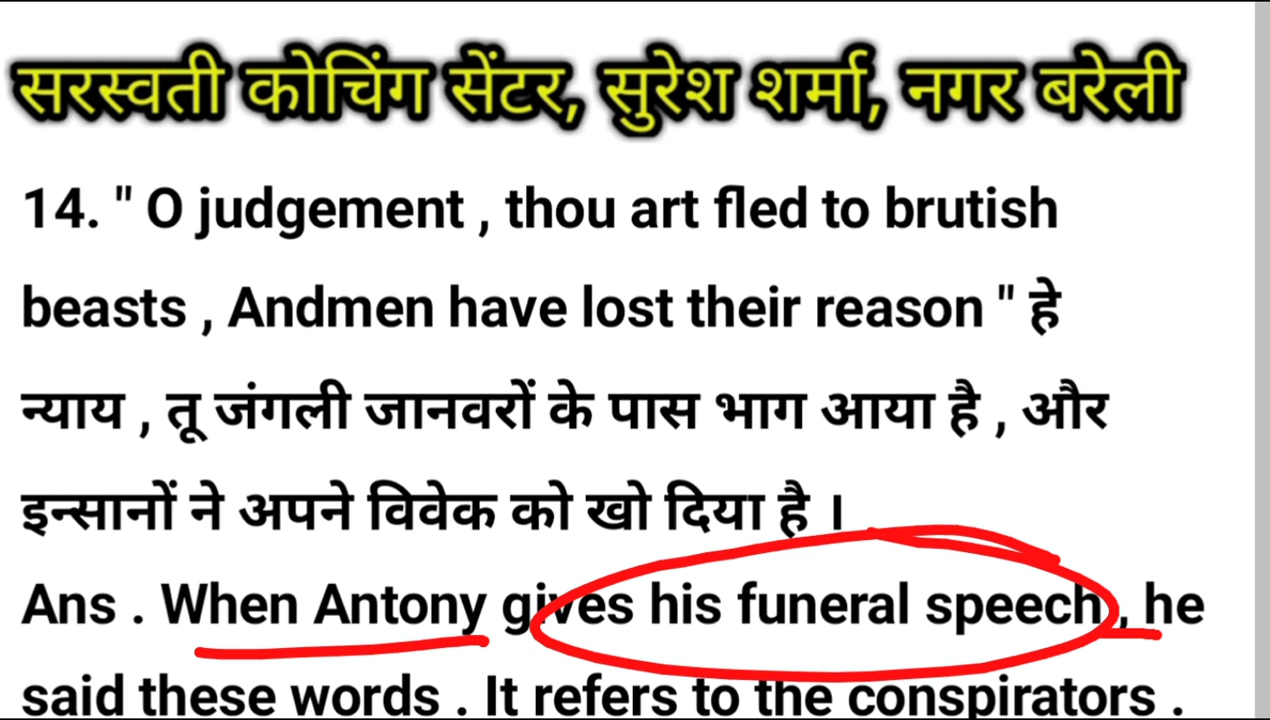 सरस्वती कोचिंग सेंटर, सुरेश शर्मा, नगर बरेली
14. " O judgement , thou art fled to brutish
beasts , Andmen have lost their reason " हे
न्याय , तू जंगली जानवरों के पास भाग आया है , और
इन्सानों ने अपने विवेक को खो दिया है ।
Ans . When Antony gives his funeral speech , he
said these words . It refers to the conspirators .